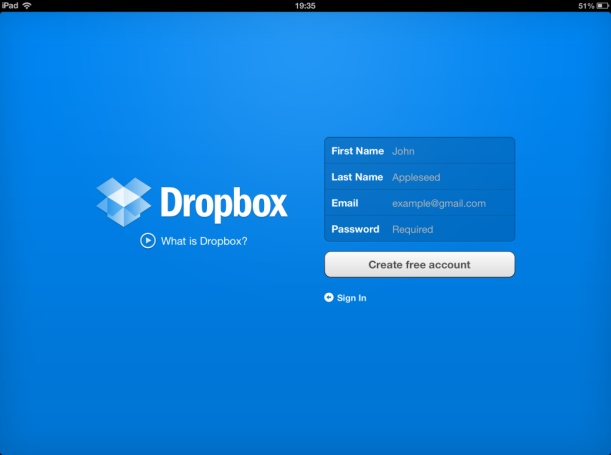 iPad 19:35 51%
Dropbox
What is Dropbox?
First Name John
Last Name Appleseed
Email example@gmail.com
Password Required
Create free account
Sign In